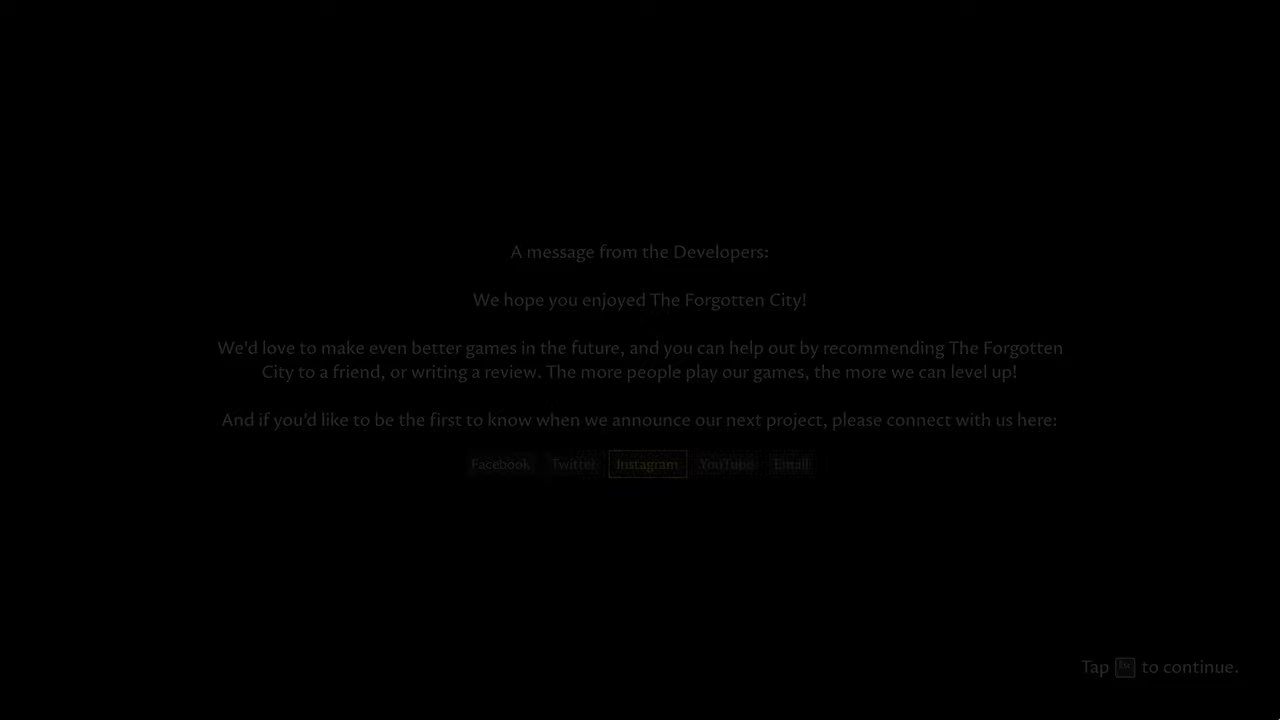 A message from the Developers:
We hope you enjoyed The Forgotten City!
We'd love to make even better games in the future, and you can help out by recommending The Forgotten
City to a friend, or writing a review. The more people play our games, the more we can level up!
And if you'd like to be the first to know when we announce our next project, please connect with us here:
Facebook Twitter Instagram YouTube Email
Tap Esc to continue.